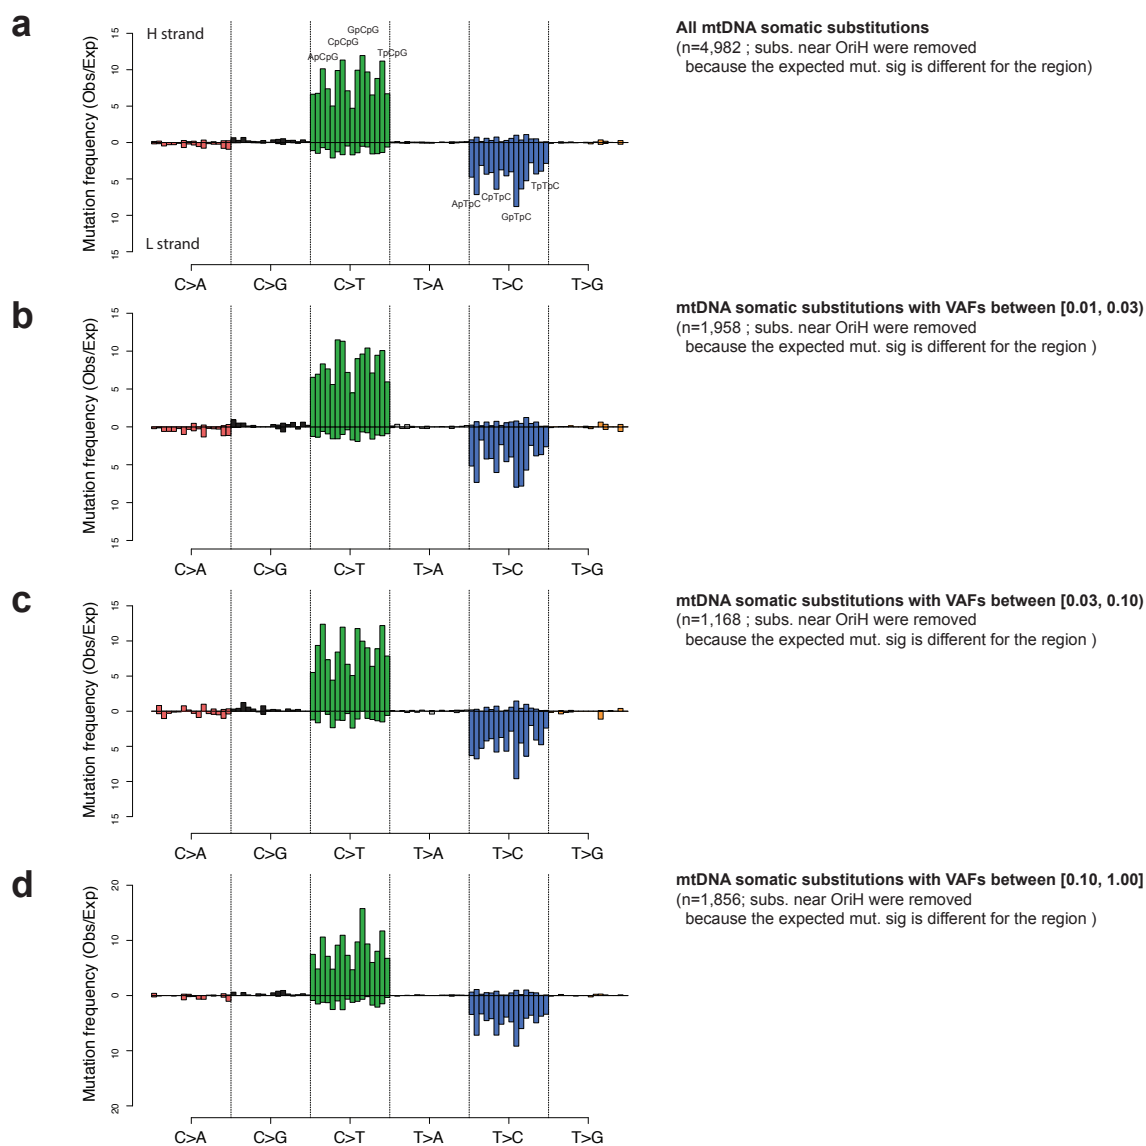 a
H strand
L strand
Mutation frequency (Obs/Exp)
15
10
5
0
5
10
15
ApCpG
CpCpG
GpCpG
TpCpG
ApTpC
CpTpC
GpTpC
TpTpC
C>A C>G C>T T>A T>C T>G
All mtDNA somatic substitutions
(n=4,982 ; subs. near OriH were removed
because the expected mut. sig is different for the region)
b
Mutation frequency (Obs/Exp)
15
10
5
0
5
10
15
C>A C>G C>T T>A T>C T>G
mtDNA somatic substitutions with VAFs between [0.01, 0.03)
(n=1,958 ; subs. near OriH were removed
because the expected mut. sig is different for the region )
c
Mutation frequency (Obs/Exp)
15
10
5
0
5
10
15
C>A C>G C>T T>A T>C T>G
mtDNA somatic substitutions with VAFs between [0.03, 0.10)
(n=1,168 ; subs. near OriH were removed
because the expected mut. sig is different for the region )
d
Mutation frequency (Obs/Exp)
20
10
0
10
20
C>A C>G C>T T>A T>C T>G
mtDNA somatic substitutions with VAFs between [0.10, 1.00]
(n=1,856; subs. near OriH were removed
because the expected mut. sig is different for the region )